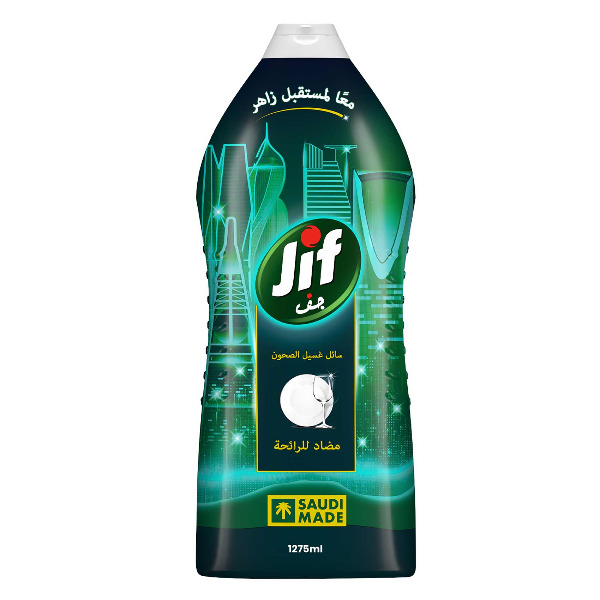 معًا لمستقبل زاهر
Jif
جف
سائل غسيل الصحون
مضاد للرائحة
SAUDI
MADE
1275ml